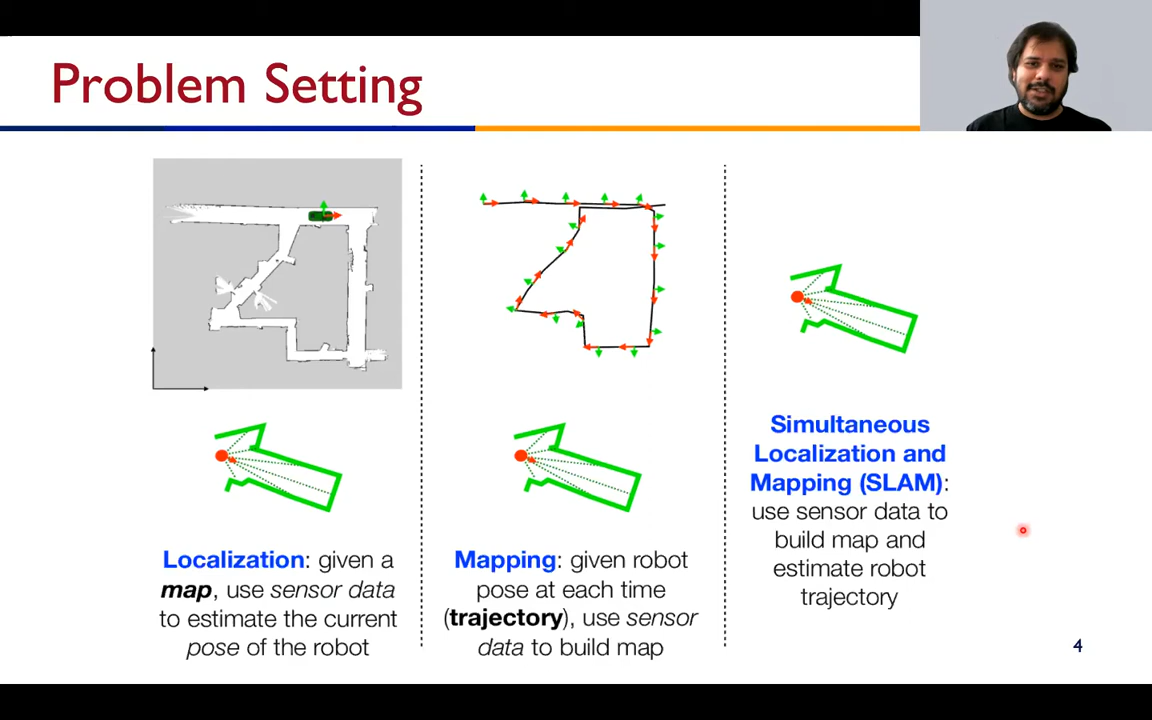 Problem Setting
Localization: given a
map, use sensor data
to estimate the current
pose of the robot
Mapping: given robot
pose at each time
(trajectory), use sensor
data to build map
Simultaneous
Localization and
Mapping (SLAM):
use sensor data to
build map and
estimate robot
trajectory
4